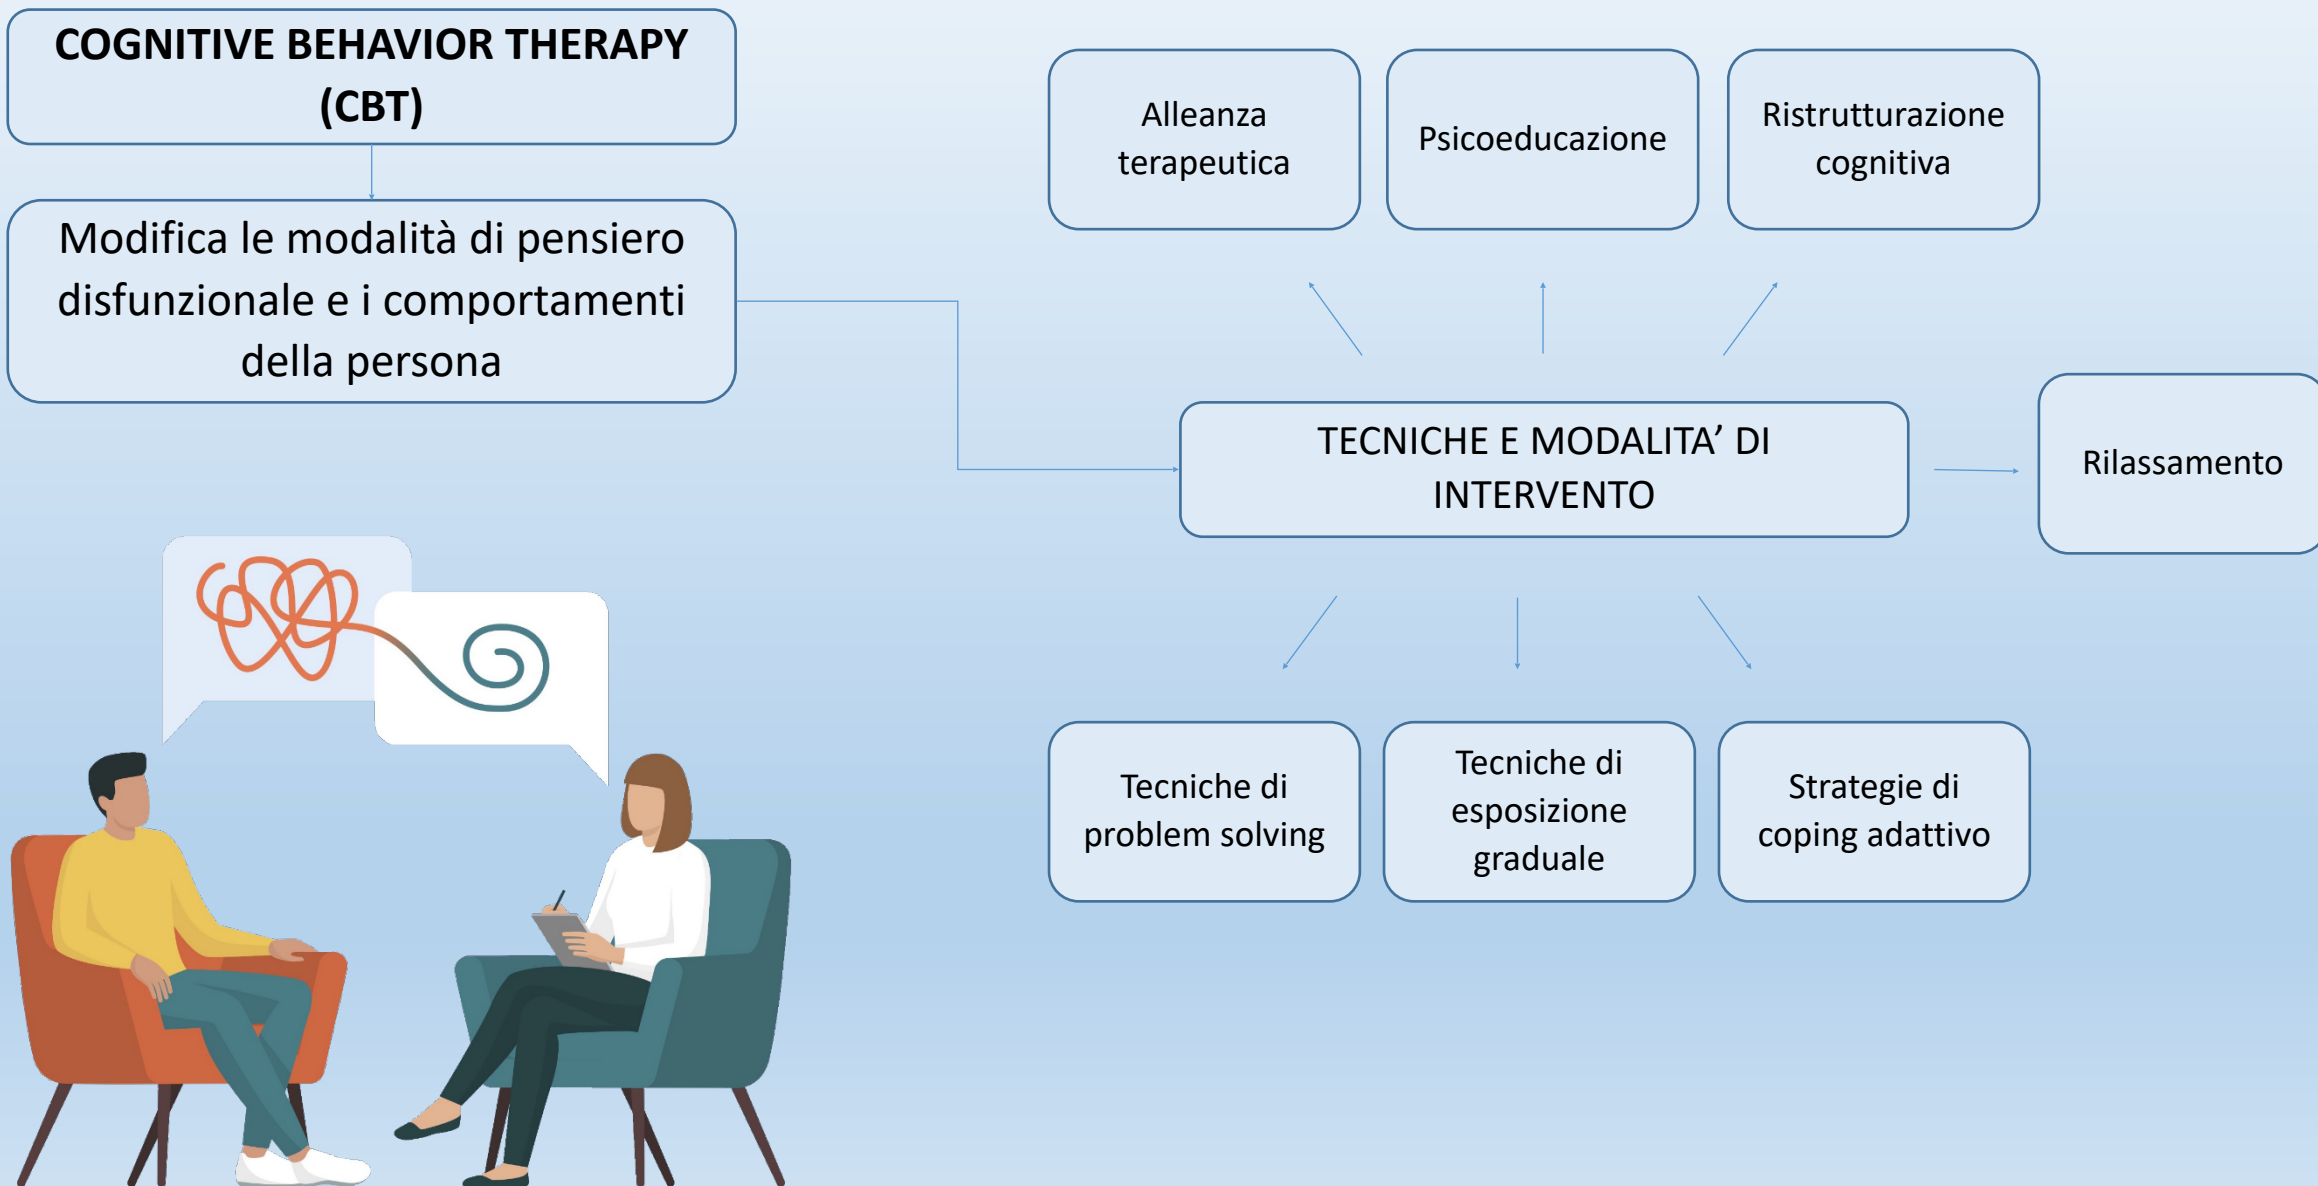 COGNITIVE BEHAVIOR THERAPY
(CBT)
Modifica le modalità di pensiero
disfunzionale e i comportamenti
della persona
Alleanza
terapeutica
Psicoeducazione
Ristrutturazione
cognitiva
TECNICHE E MODALITA’ DI
INTERVENTO
Rilassamento
Tecniche di
problem solving
Tecniche di
esposizione
graduale
Strategie di
coping adattivo